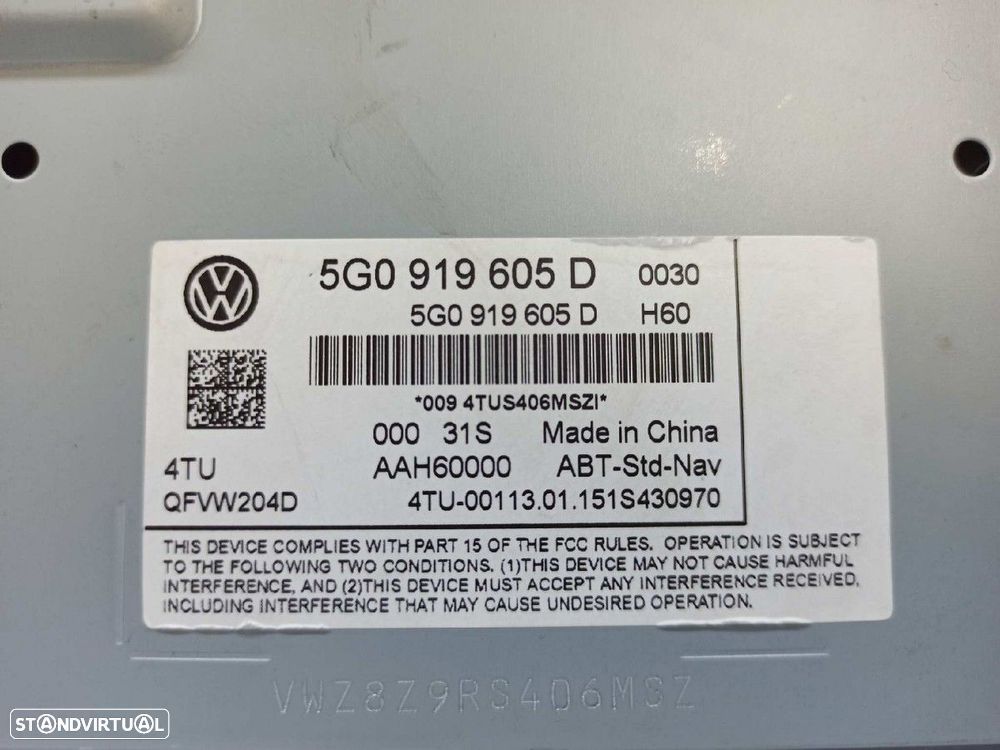 5G0 919 605 D 0030
5G0 919 605 D H60
*009 4TUS406MSZI*
000 31S Made in China
4TU AAH60000 ABT-Std-Nav
QFVW204D 4TU-00113.01.151S430970
THIS DEVICE COMPLIES WITH PART 15 OF THE FCC RULES. OPERATION IS SUBJECT
TO THE FOLLOWING TWO CONDITIONS. (1)THIS DEVICE MAY NOT CAUSE HARMFUL
INTERFERENCE, AND (2)THIS DEVICE MUST ACCEPT ANY INTERFERENCE RECEIVED,
INCLUDING INTERFERENCE THAT MAY CAUSE UNDESIRED OPERATION.
VWZ8Z9RS406MSZ
STANDVIRTUAL